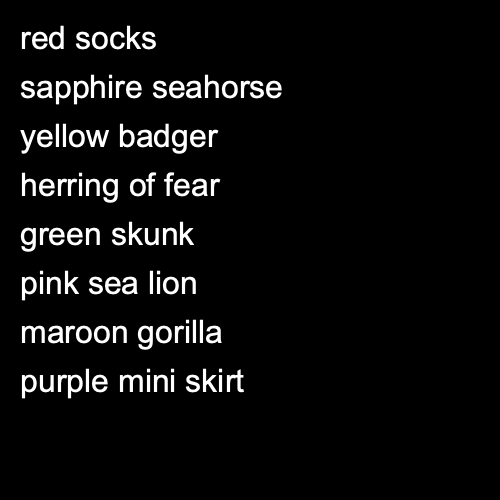 red socks
sapphire seahorse
yellow badger
herring of fear
green skunk
pink sea lion
maroon gorilla
purple mini skirt